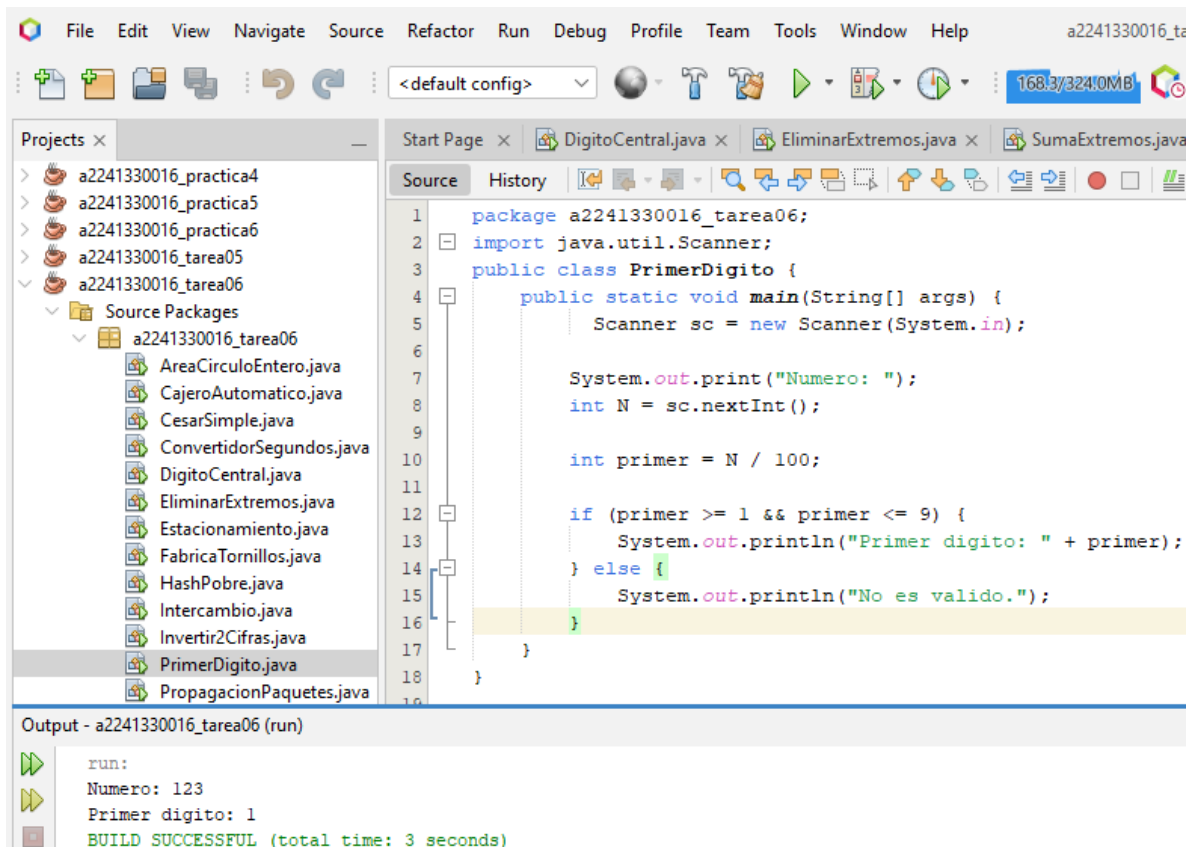 File Edit View Navigate Source Refactor Run Debug Profile Team Tools Window Help a2241330016_ta
<default config> 168.3/324.0MB
Projects
Start Page DigitoCentral.java EliminarExtremos.java SumaExtremos.java
Source History
a2241330016_practica4
a2241330016_practica5
a2241330016_practica6
a2241330016_tarea05
a2241330016_tarea06
Source Packages
a2241330016_tarea06
AreaCirculoEntero.java
CajeroAutomatico.java
CesarSimple.java
ConvertidorSegundos.java
DigitoCentral.java
EliminarExtremos.java
Estacionamiento.java
FabricaTornillos.java
HashPobre.java
Intercambio.java
Invertir2Cifras.java
PrimerDigito.java
PropagacionPaquetes.java
1 package a2241330016_tarea06;
2 import java.util.Scanner;
3 public class PrimerDigito {
4 public static void main(String[] args) {
5 Scanner sc = new Scanner(System.in);
6
7 System.out.print("Numero: ");
8 int N = sc.nextInt();
9
10 int primer = N / 100;
11
12 if (primer >= 1 && primer <= 9) {
13 System.out.println("Primer digito: " + primer);
14 } else {
15 System.out.println("No es valido.");
16 }
17 }
18 }
19
Output - a2241330016_tarea06 (run)
run:
Numero: 123
Primer digito: 1
BUILD SUCCESSFUL (total time: 3 seconds)